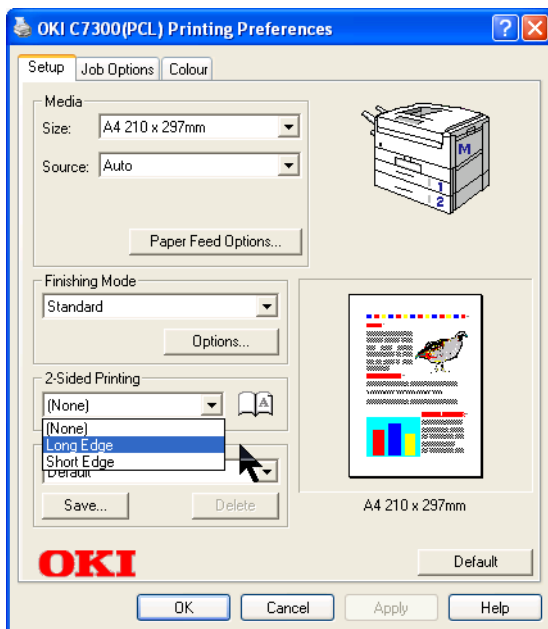 OKI C7300(PCL) Printing Preferences
Setup
Job Options
Colour
Media
Size:
A4 210 x 297mm
Source:
Auto
M
1
2
Paper Feed Options...
Finishing Mode
Standard
Options...
2-Sided Printing
(None)
A
(None)
Long Edge
Short Edge
Default
Save...
Delete
A4 210 x 297mm
OKI
Default
OK
Cancel
Apply
Help